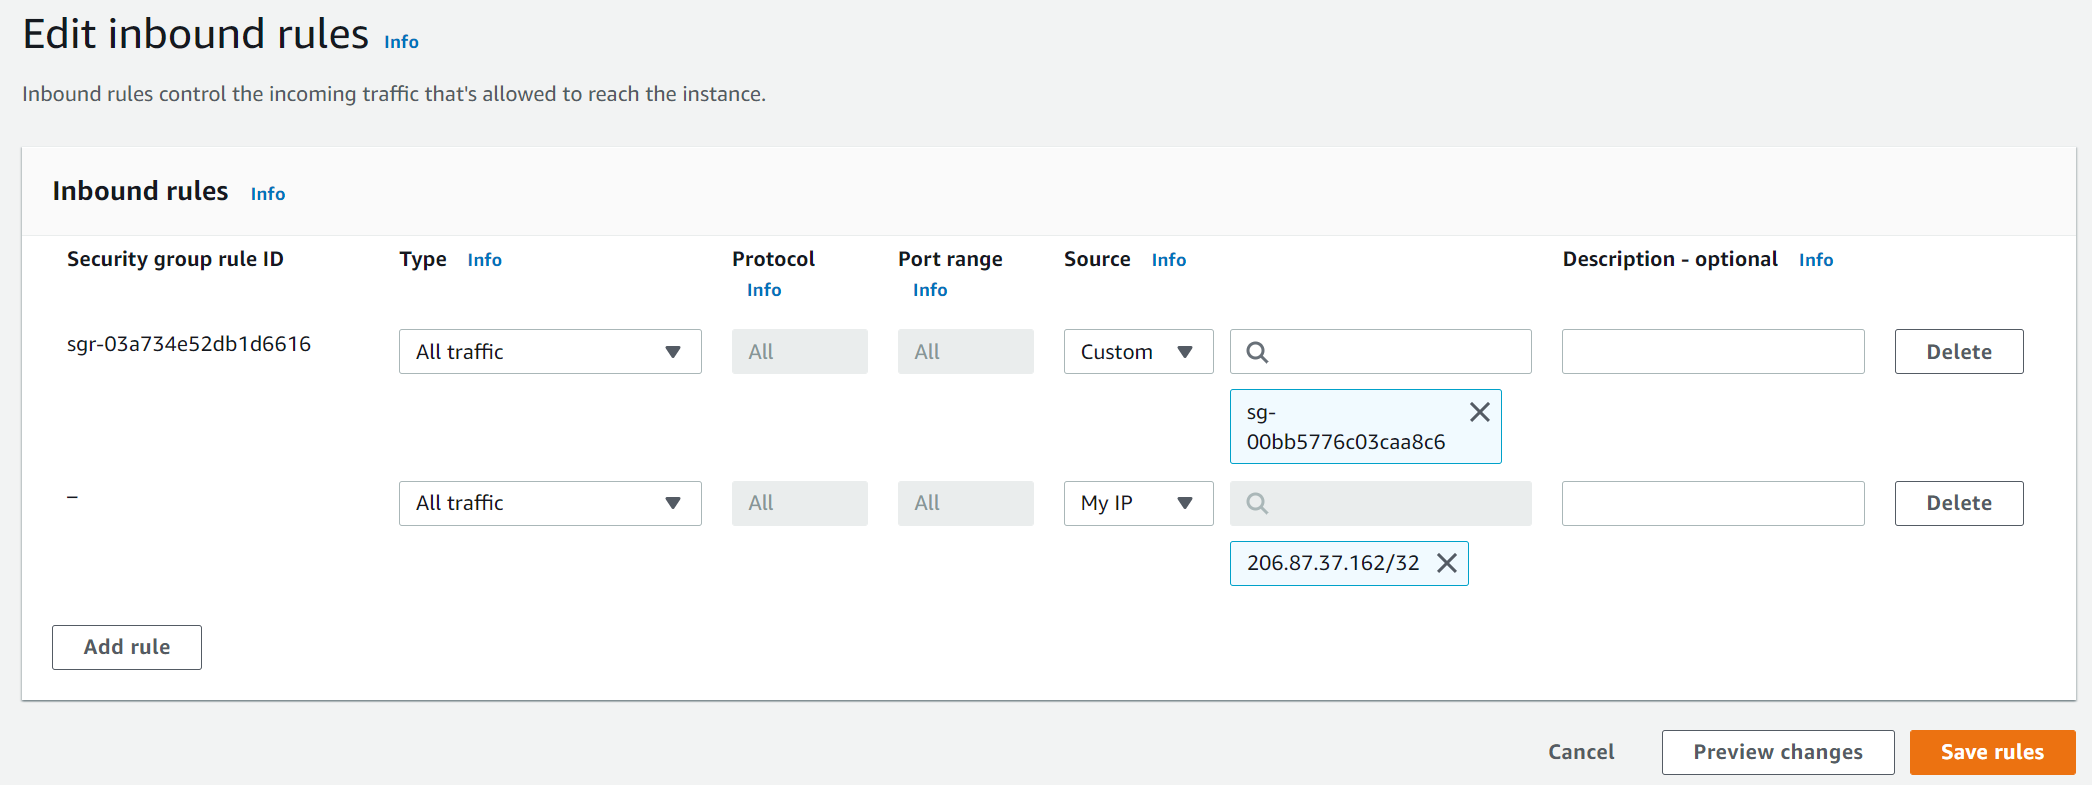 Edit inbound rules Info
Inbound rules control the incoming traffic that's allowed to reach the instance.
Inbound rules Info
Security group rule ID Type Info Protocol Info Port range Info Source Info Description - optional Info
sgr-03a734e52db1d6616 All traffic All All Custom Delete
sg-
00bb5776c03caa8c6
– All traffic All All My IP Delete
206.87.37.162/32
Add rule
Cancel Preview changes Save rules